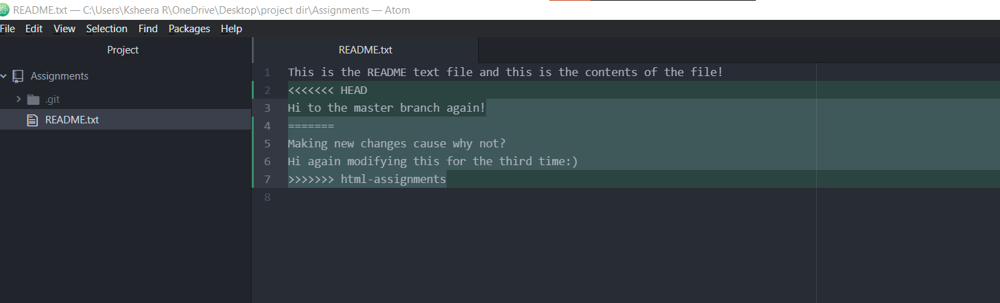 README.txt — C:\Users\Ksheera R\OneDrive\Desktop\project dir\Assignments — Atom
File Edit View Selection Find Packages Help
Project
Assignments
.git
README.txt
README.txt
1 This is the README text file and this is the contents of the file!
2 <<<<<<< HEAD
3 Hi to the master branch again!
4 =======
5 Making new changes cause why not?
6 Hi again modifying this for the third time:)
7 >>>>>>> html-assignments
8